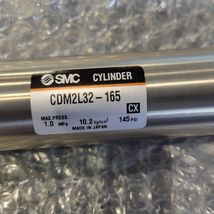 SMC CYLINDER
CDM2L32-165
CX
MAX.PRESS.
1.0 MPa 10.2 kgf/cm² 145 PSI
MADE IN JAPAN